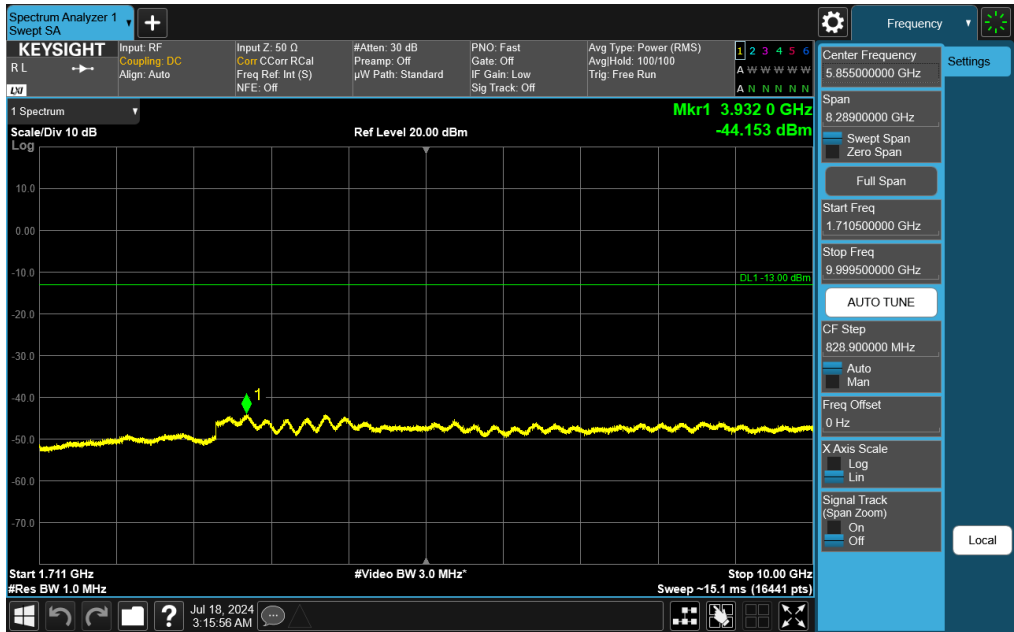 Spectrum Analyzer 1
Swept SA
Frequency
KEYSIGHT
R L
LXI
Input: RF
Coupling: DC
Align: Auto
Input Z: 50 Ω
Corr CCorr RCal
Freq Ref: Int (S)
NFE: Off
#Atten: 30 dB
Preamp: Off
µW Path: Standard
PNO: Fast
Gate: Off
IF Gain: Low
Sig Track: Off
Avg Type: Power (RMS)
Avg|Hold: 100/100
Trig: Free Run
1 2 3 4 5 6
A W W W W W
A N N N N N
1 Spectrum
Scale/Div 10 dB
Log
Ref Level 20.00 dBm
Mkr1 3.932 0 GHz
-44.153 dBm
10.0
0.00
-10.0
DL1 -13.00 dBm
-20.0
-30.0
-40.0
1
-50.0
-60.0
-70.0
Start 1.711 GHz
#Video BW 3.0 MHz*
Stop 10.00 GHz
#Res BW 1.0 MHz
Sweep ~15.1 ms (16441 pts)
Center Frequency
5.855000000 GHz
Settings
Span
8.28900000 GHz
Swept Span
Zero Span
Full Span
Start Freq
1.710500000 GHz
Stop Freq
9.999500000 GHz
AUTO TUNE
CF Step
828.900000 MHz
Auto
Man
Freq Offset
0 Hz
X Axis Scale
Log
Lin
Signal Track
(Span Zoom)
On
Off
Local
?
Jul 18, 2024
3:15:56 AM